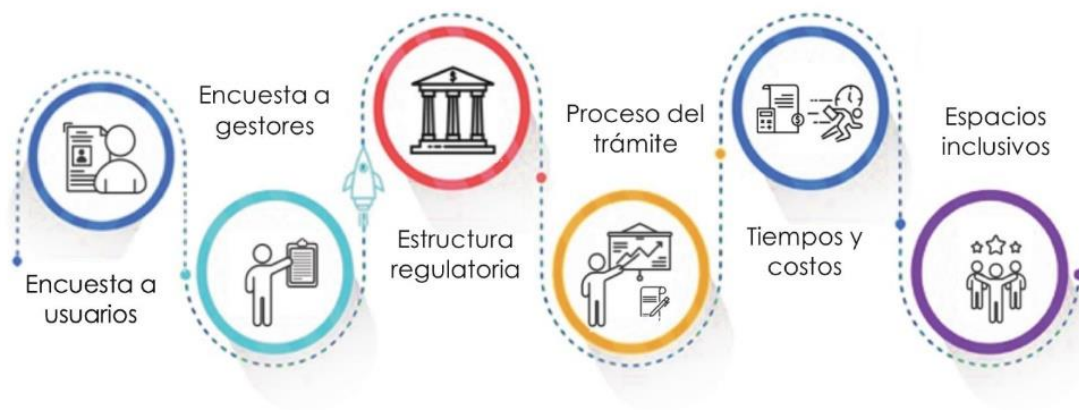 Encuesta a
usuarios
Encuesta a
gestores
Estructura
regulatoria
Proceso del
trámite
Tiempos y
costos
Espacios
inclusivos